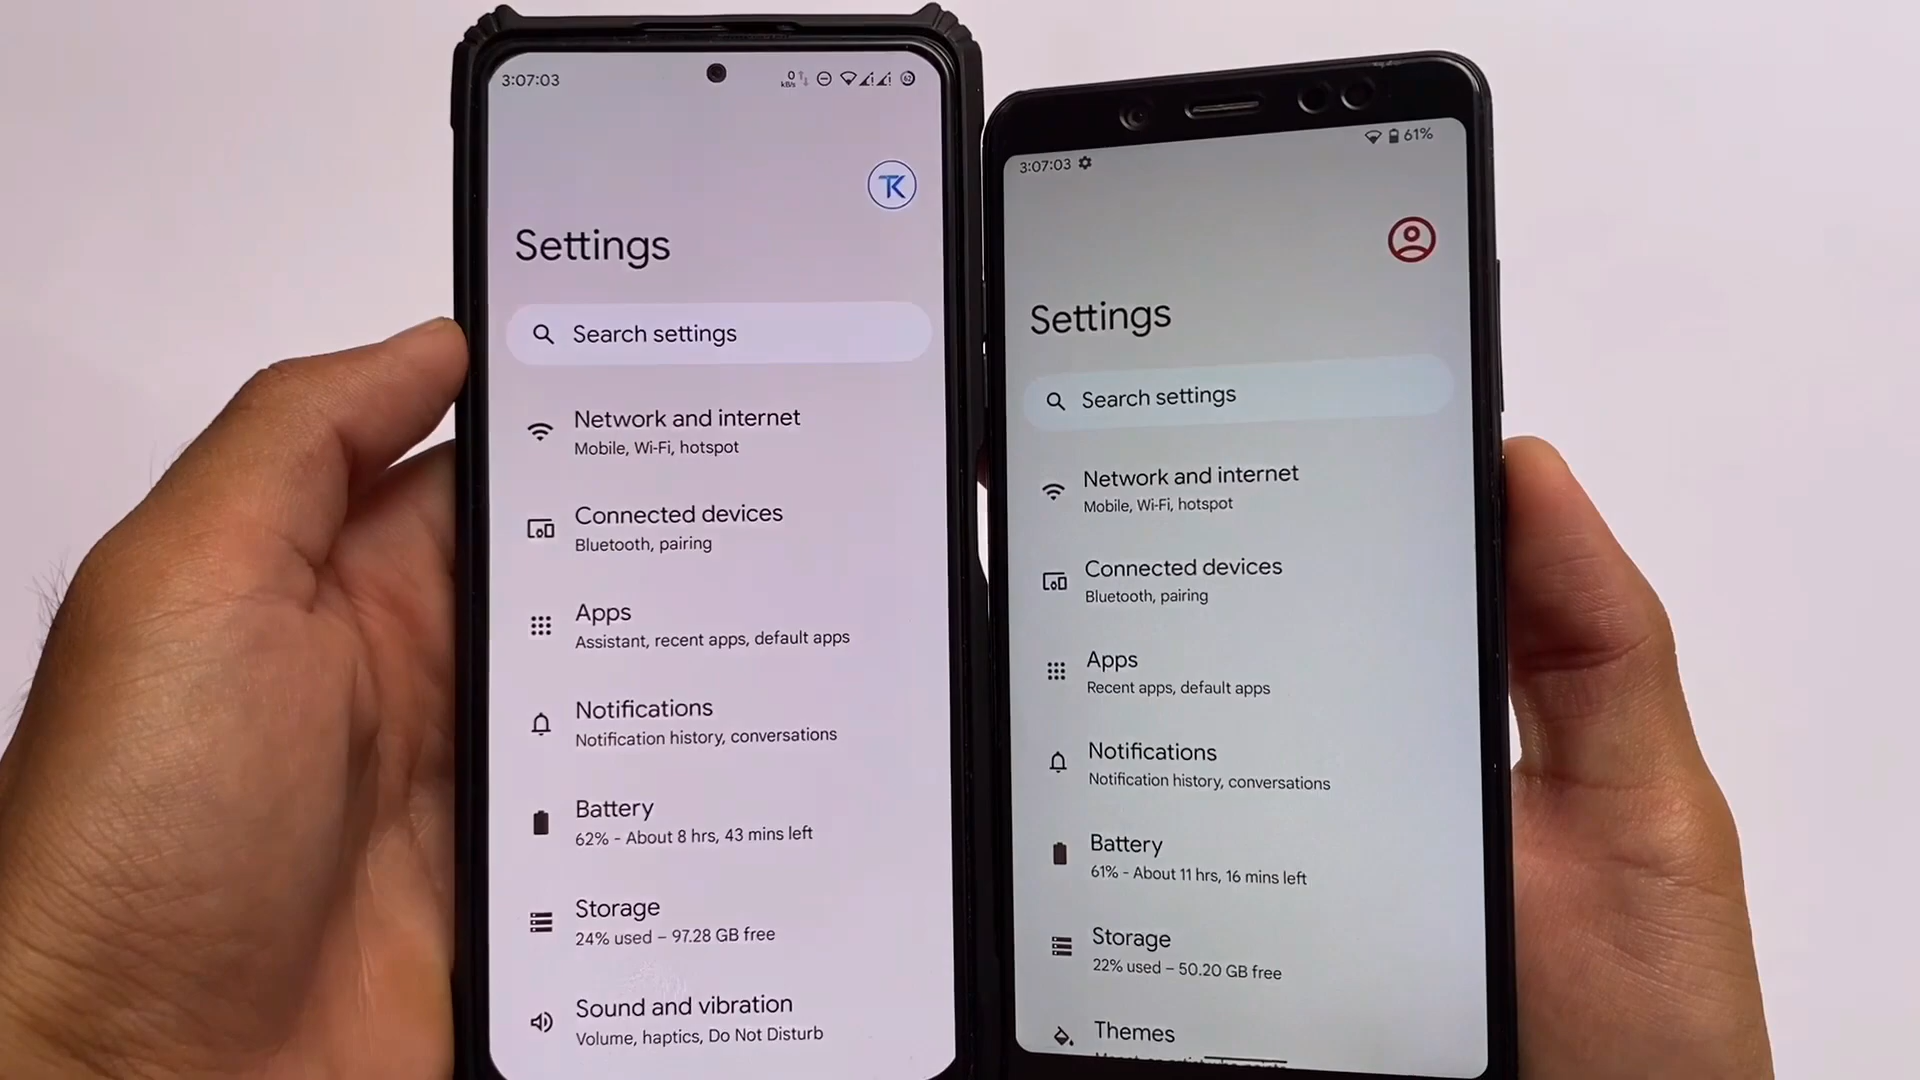 3:07:03
0
kB/s
62
TK
Settings
Search settings
Network and internet
Mobile, Wi-Fi, hotspot
Connected devices
Bluetooth, pairing
Apps
Assistant, recent apps, default apps
Notifications
Notification history, conversations
Battery
62% - About 8 hrs, 43 mins left
Storage
24% used – 97.28 GB free
Sound and vibration
Volume, haptics, Do Not Disturb
3:07:03
61%
Settings
Search settings
Network and internet
Mobile, Wi-Fi, hotspot
Connected devices
Bluetooth, pairing
Apps
Recent apps, default apps
Notifications
Notification history, conversations
Battery
61% - About 11 hrs, 16 mins left
Storage
22% used – 50.20 GB free
Themes